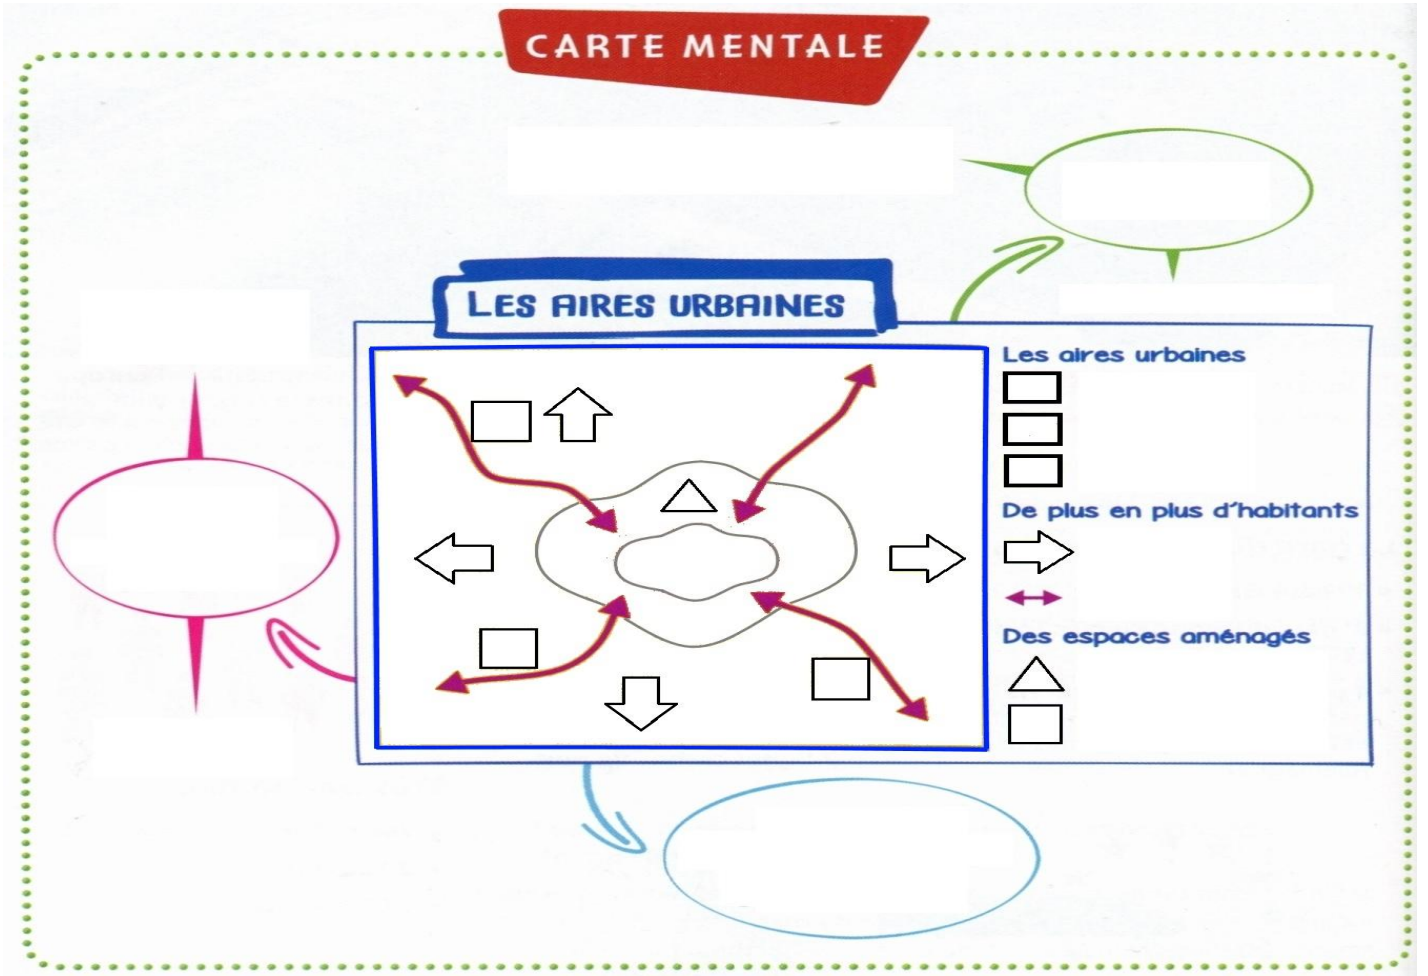 CARTE MENTALE
LES AIRES URBAINES
Les aires urbaines
De plus en plus d'habitants
Des espaces aménagés